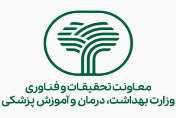 معاونت تحقیقات و فناوری
وزارت بهداشت، درمان و آموزش پزشکی